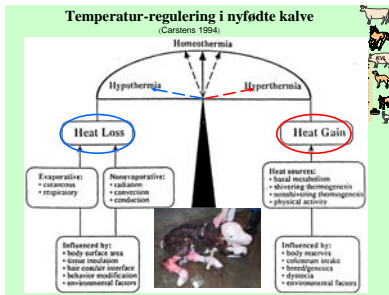 Temperatur-regulering i nyfødte kalve
(Carstens 1994)
Homeothermia
Hypothermia
Hyperthermia
Heat Loss
Heat Gain
Evaporative:
• cutaneous
• respiratory
Nonevaporative:
• radiation
• convection
• conduction
Heat sources:
• basal metabolism
• shivering thermogenesis
• nonshivering thermogenesis
• physical activity
Influenced by:
• body surface area
• tissue insulation
• hair coat/air interface
• behavior modification
• environmental factors
Influenced by:
• body reserves
• colostrum intake
• breed/genetics
• dystocia
• environmental factors